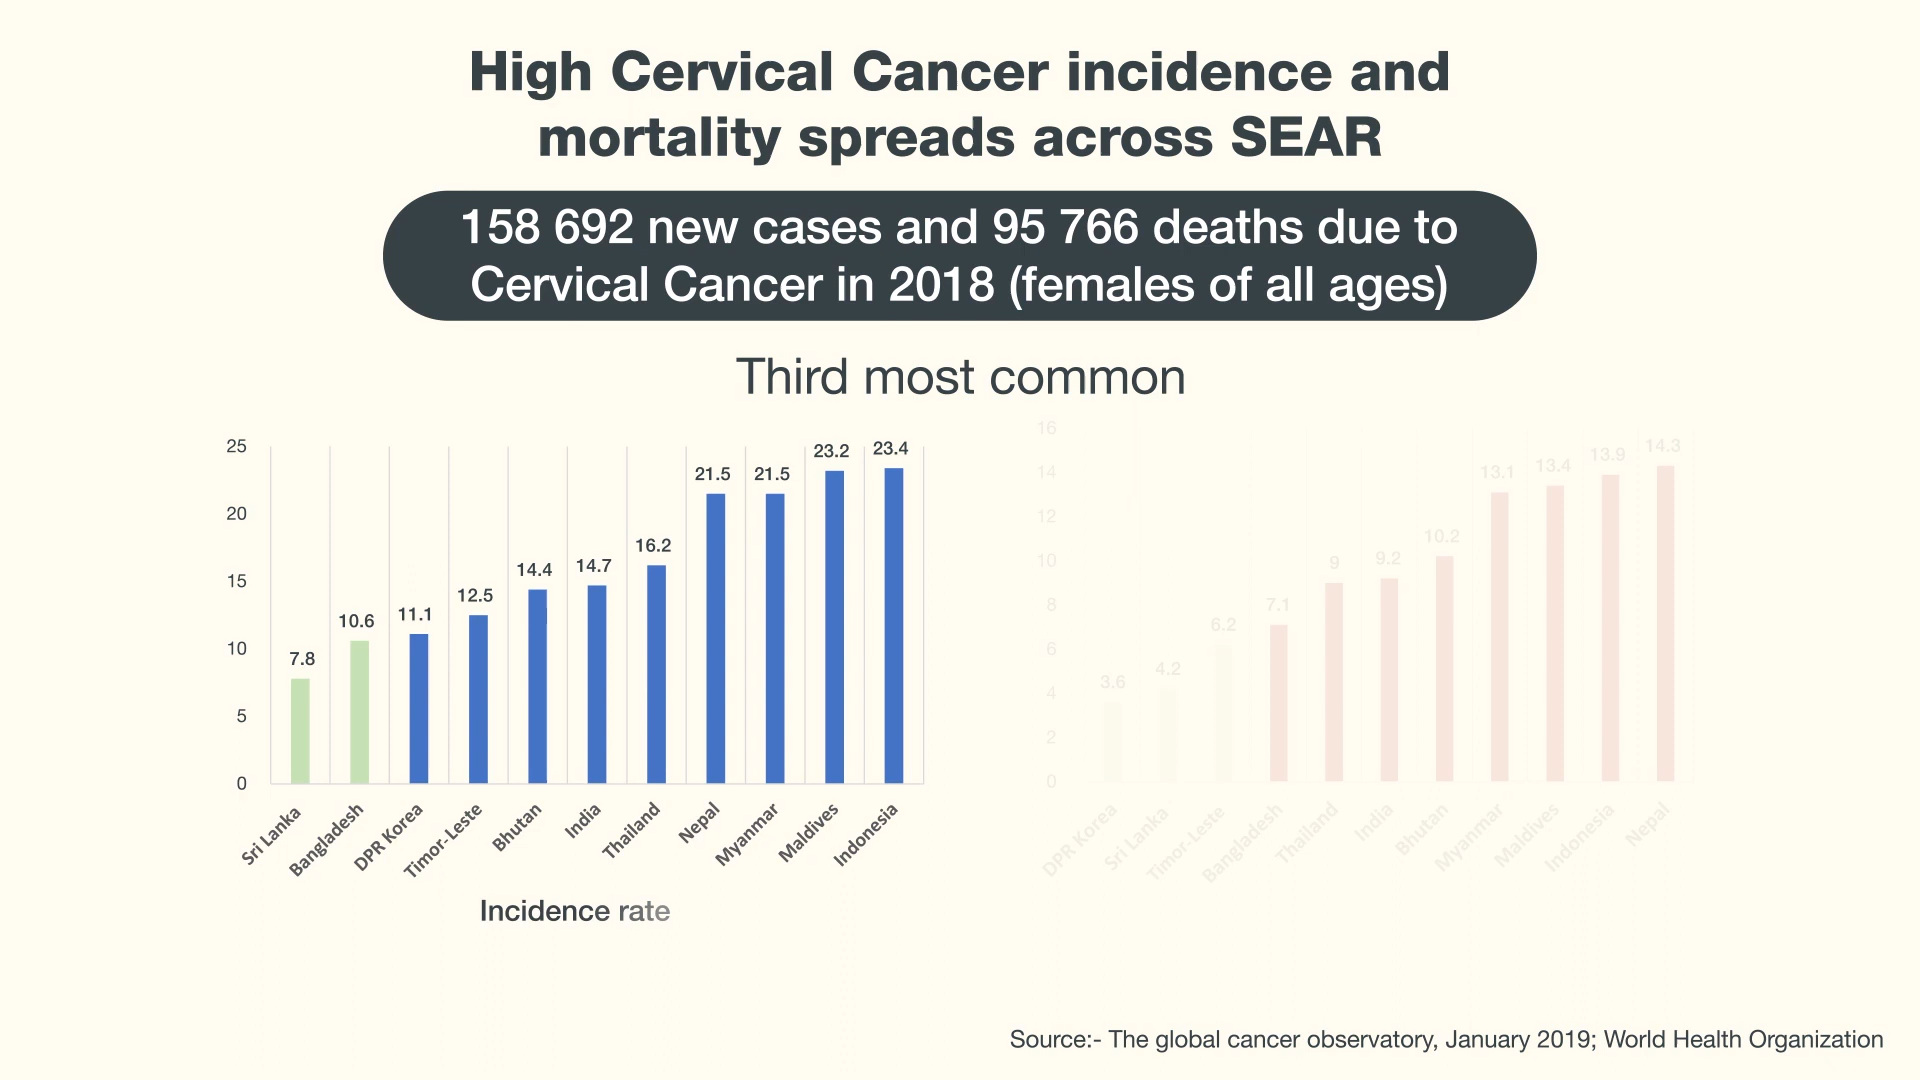 High Cervical Cancer incidence and
mortality spreads across SEAR
158 692 new cases and 95 766 deaths due to
Cervical Cancer in 2018 (females of all ages)
Third most common
25
20
15
10
5
0
7.8
10.6
11.1
12.5
14.4
14.7
16.2
21.5
21.5
23.2
23.4
Sri Lanka
Bangladesh
DPR Korea
Timor-Leste
Bhutan
India
Thailand
Nepal
Myanmar
Maldives
Indonesia
Incidence rate
16
14
12
10
8
6
4
2
0
3.6
4.2
6.2
7.1
9
9.2
10.2
13.1
13.4
13.9
14.3
DPR Korea
Sri Lanka
Timor-Leste
Bangladesh
Thailand
India
Bhutan
Myanmar
Maldives
Indonesia
Nepal
Source:- The global cancer observatory, January 2019; World Health Organization